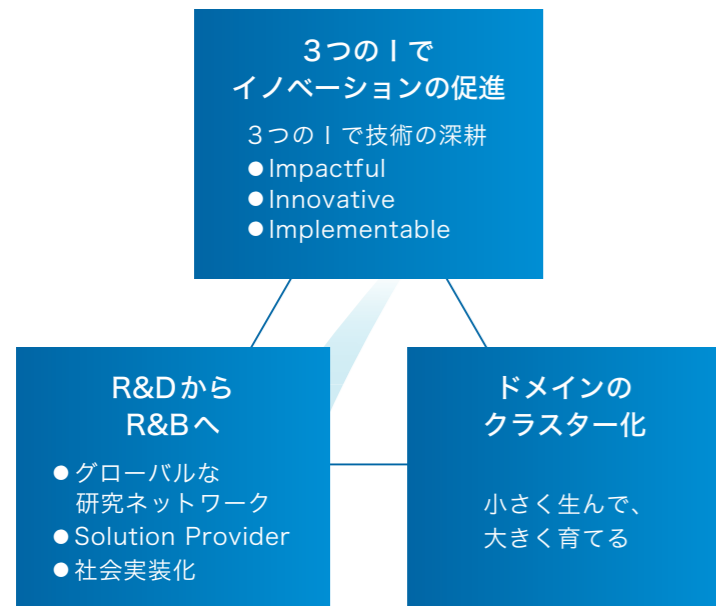 3つのIで
イノベーションの促進
3つのIで技術の深耕
●Impactful
●Innovative
●Implementable
R&Dから
R&Bへ
●グローバルな
研究ネットワーク
●Solution Provider
●社会実装化
ドメインの
クラスター化
小さく生んで、
大きく育てる